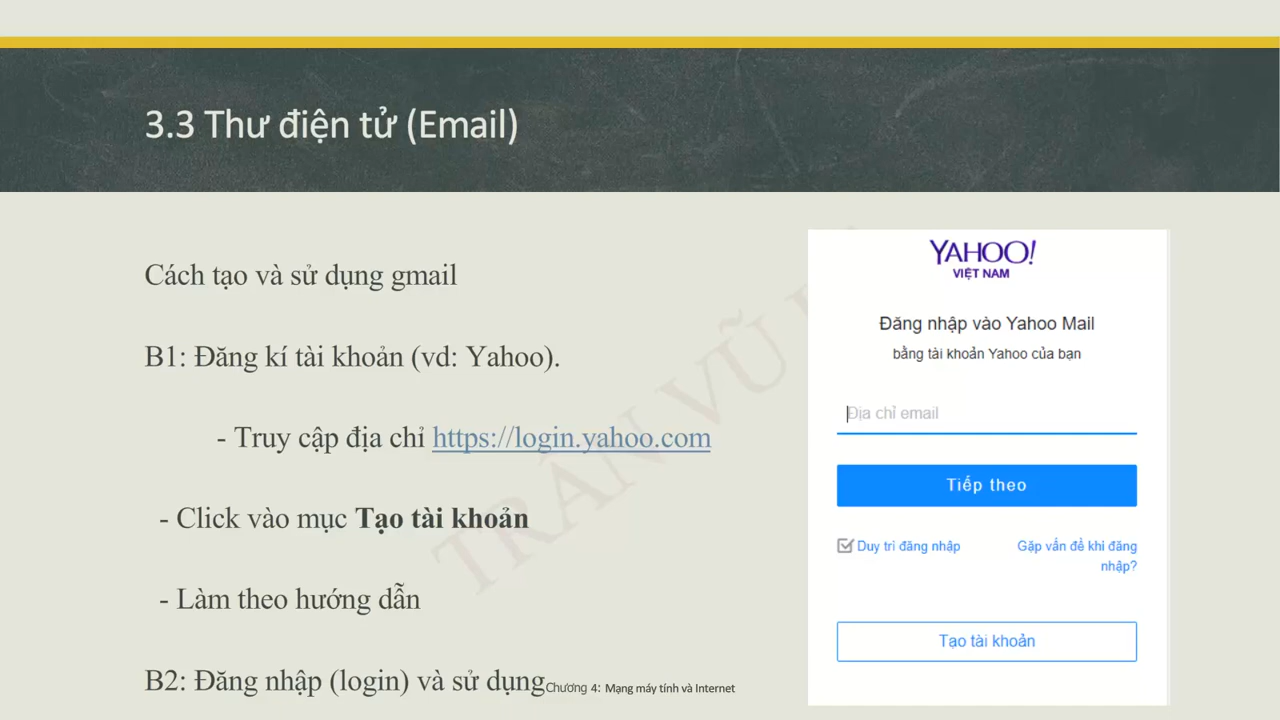 3.3 Thư điện tử (Email)
Cách tạo và sử dụng gmail
B1: Đăng kí tài khoản (vd: Yahoo).
- Truy cập địa chỉ https://login.yahoo.com
- Click vào mục Tạo tài khoản
- Làm theo hướng dẫn
B2: Đăng nhập (login) và sử dụng
Chương 4: Mạng máy tính và Internet
YAHOO!
VIỆT NAM
Đăng nhập vào Yahoo Mail
bằng tài khoản Yahoo của bạn
Địa chỉ email
Tiếp theo
Duy trì đăng nhập
Gặp vấn đề khi đăng
nhập?
Tạo tài khoản
TRẦN VŨ